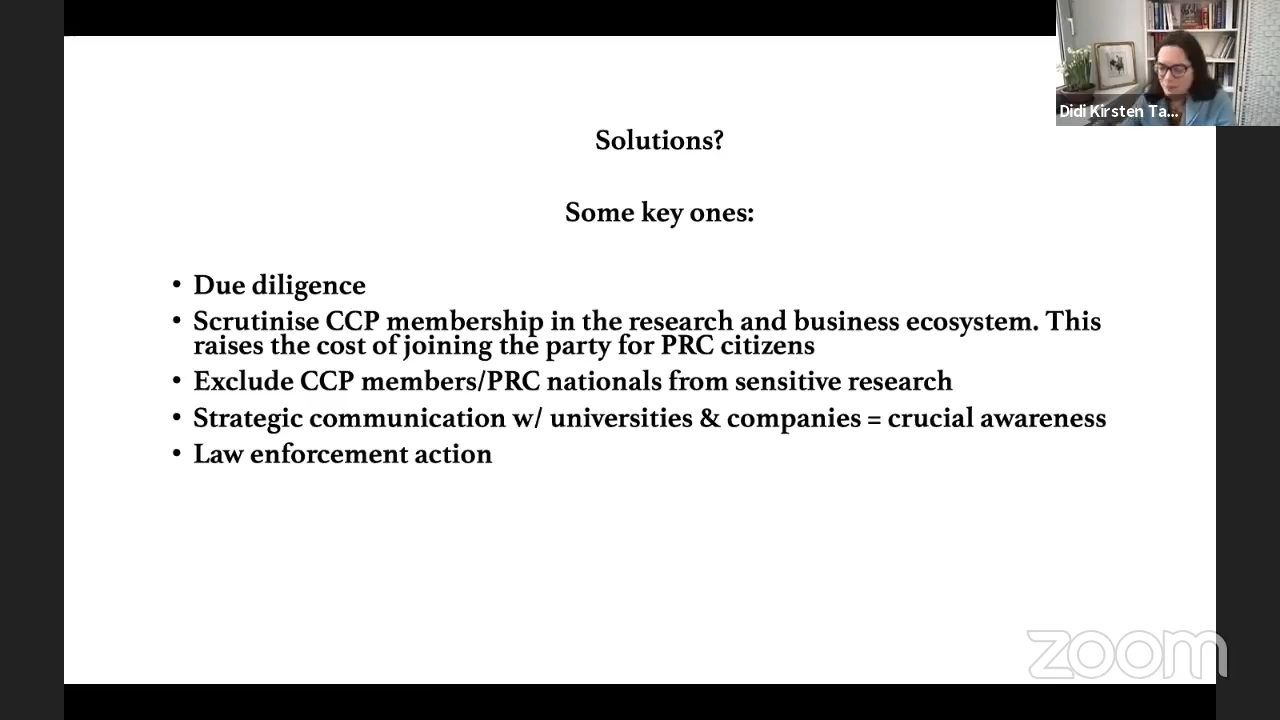 Didi Kirsten Ta...
Solutions?
Some key ones:
• Due diligence
• Scrutinise CCP membership in the research and business ecosystem. This
raises the cost of joining the party for PRC citizens
• Exclude CCP members/PRC nationals from sensitive research
• Strategic communication w/ universities & companies = crucial awareness
• Law enforcement action
zoom